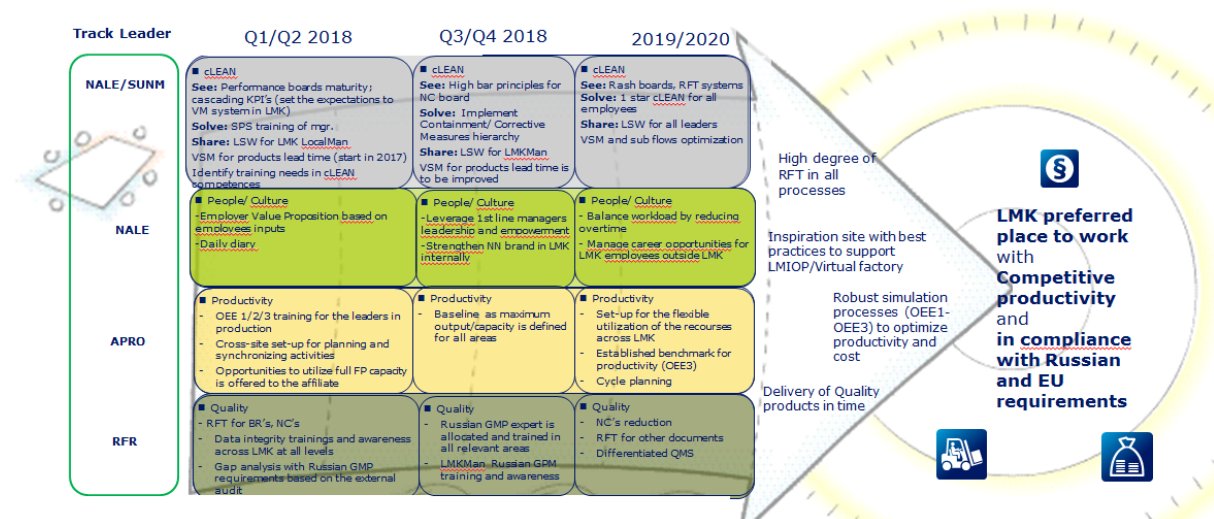 Track Leader
Q1/Q2 2018
Q3/Q4 2018
2019/2020
NALE/SUNM
■ cLEAN
See: Performance boards maturity;
cascading KPI's (set the expectations to
VM system in LMK)
Solve: SPS training of mgr.
Share: LSW for LMK LocalMan
VSM for products lead time (start in 2017)
Identify training needs in cLEAN
competences
■ cLEAN
See: High bar principles for
NC board
Solve: Implement
Containment/ Corrective
Measures hierarchy
Share: LSW for LMKMan
VSM for products lead time is
to be improved
■ cLEAN
See: Rash boards, RFT systems
Solve: 1 star cLEAN for all
employees
Share: LSW for all leaders
VSM and sub flows optimization
NALE
■ People/ Culture
-Employer Value Proposition based on
employees inputs
-Daily diary
■ People/ Culture
-Leverage 1st line managers
leadership and empowerment
-Strengthen NN brand in LMK
internally
■ People/ Culture
- Balance workload by reducing
overtime
- Manage career opportunities for
LMK employees outside LMK
APRO
■ Productivity
- OEE 1/2/3 training for the leaders in
production
- Cross-site set-up for planning and
synchronizing activities
- Opportunities to utilize full FP capacity
is offered to the affiliate
■ Productivity
- Baseline as maximum
output/capacity is defined
for all areas
■ Productivity
- Set-up for the flexible
utilization of the recourses
across LMK
- Established benchmark for
productivity (OEE3)
- Cycle planning
RFR
■ Quality
- RFT for BR's, NC's
- Data integrity trainings and awareness
across LMK at all levels
- Gap analysis with Russian GMP
requirements based on the external
audit
■ Quality
- Russian GMP expert is
allocated and trained in
all relevant areas
- LMKMan Russian GPM
training and awareness
■ Quality
- NC's reduction
- RFT for other documents
- Differentiated QMS
High degree of
RFT in all
processes
Inspiration site with best
practices to support
LMIOP/Virtual factory
Robust simulation
processes (OEE1-
OEE3) to optimize
productivity and
cost
Delivery of Quality
products in time
§
LMK preferred
place to work
with
Competitive
productivity
and
in compliance
with Russian
and EU
requirements